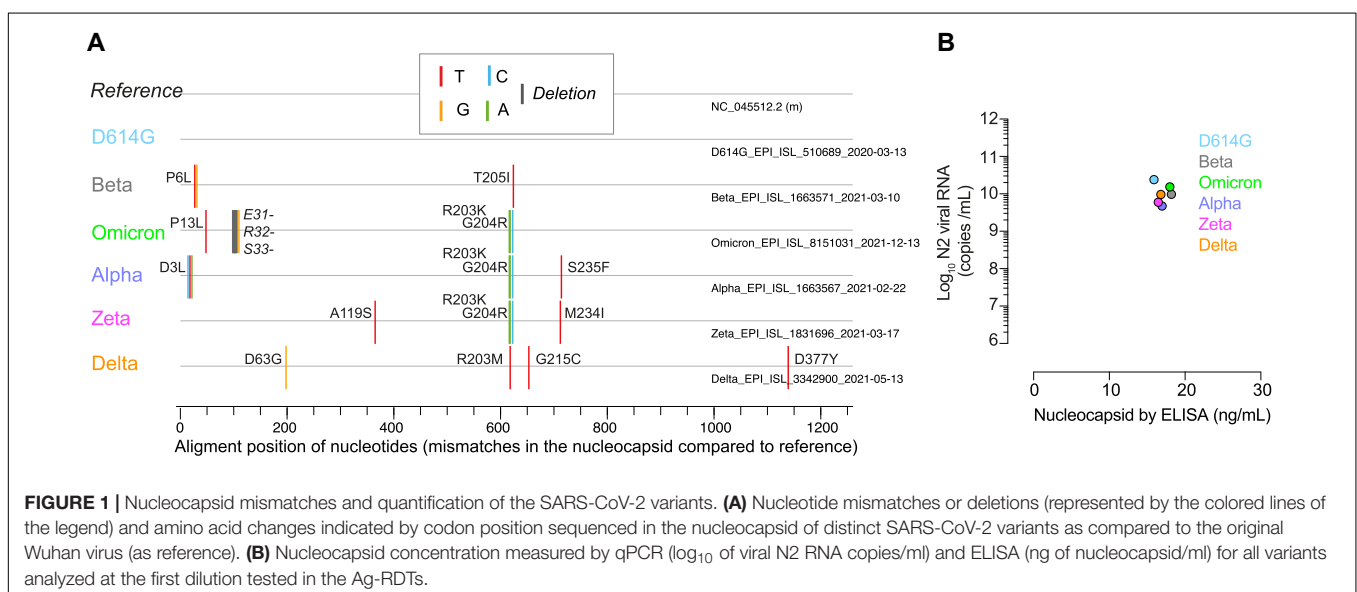 A
B
T
C
G
A
Deletion
Reference
NC_045512.2 (m)
D614G
D614G_EPI_ISL_510689_2020-03-13
Beta
P6L
T205I
Beta_EPI_ISL_1663571_2021-03-10
Omicron
P13L
E31-
R32-
S33-
R203K
G204R
Omicron_EPI_ISL_8151031_2021-12-13
Alpha
D3L
R203K
G204R
S235F
Alpha_EPI_ISL_1663567_2021-02-22
Zeta
A119S
R203K
G204R
M234I
Zeta_EPI_ISL_1831696_2021-03-17
Delta
D63G
R203M
G215C
D377Y
Delta_EPI_ISL_3342900_2021-05-13
0 200 400 600 800 1000 1200
Aligment position of nucleotides (mismatches in the nucleocapsid compared to reference)
Log10 N2 viral RNA
(copies /mL)
12
11
10
9
8
7
6
D614G
Beta
Omicron
Alpha
Zeta
Delta
0 10 20 30
Nucleocapsid by ELISA (ng/mL)
FIGURE 1 | Nucleocapsid mismatches and quantification of the SARS-CoV-2 variants. (A) Nucleotide mismatches or deletions (represented by the colored lines of
the legend) and amino acid changes indicated by codon position sequenced in the nucleocapsid of distinct SARS-CoV-2 variants as compared to the original
Wuhan virus (as reference). (B) Nucleocapsid concentration measured by qPCR (log10 of viral N2 RNA copies/ml) and ELISA (ng of nucleocapsid/ml) for all variants
analyzed at the first dilution tested in the Ag-RDTs.